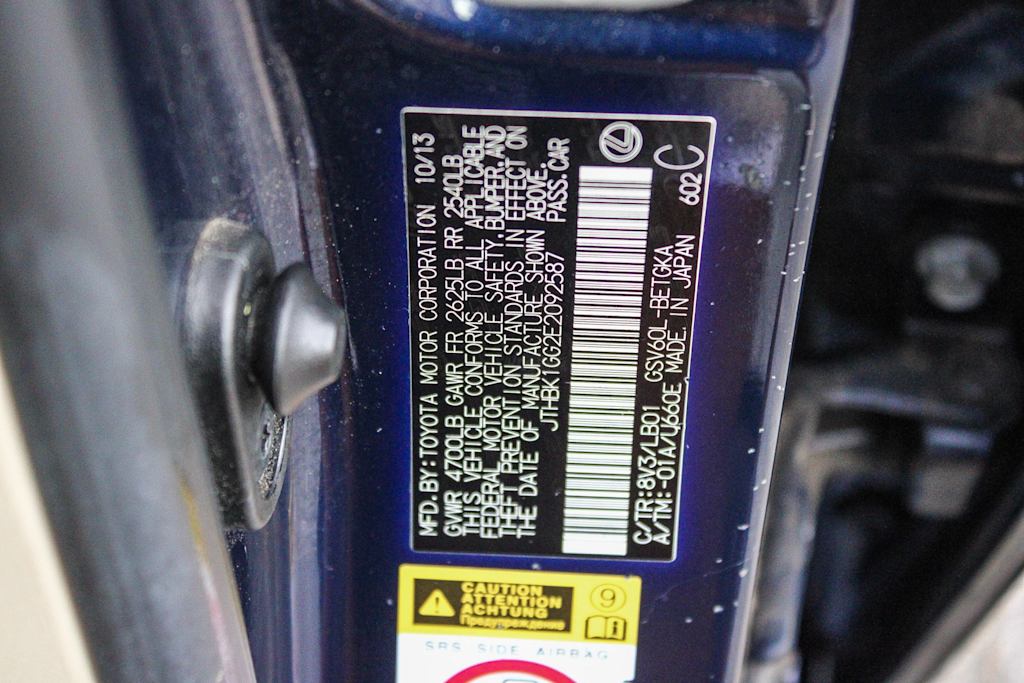 MFD.BY:TOYOTA MOTOR CORPORATION 10/13
GVWR 4700LB GAWR FR 2625LB RR 2540LB
THIS VEHICLE CONFORMS TO ALL APPLICABLE
FEDERAL MOTOR VEHICLE SAFETY,BUMPER,AND
THEFT PREVENTION STANDARDS IN EFFECT ON
THE DATE OF MANUFACTURE SHOWN ABOVE.
JTHBK1GG2E2092587 PASS.CAR
C/TR:8V3/LB01 GSV60L-BETGKA 602 C
A/TM:-01A/U660E MADE IN JAPAN
CAUTION
ATTENTION
ACHTUNG
Предупреждение
9
SRS SIDE AIRBAG